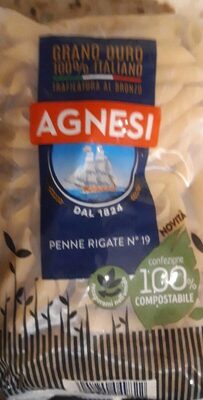 GRANO DURO
100% ITALIANO
TRAFILATURA AL BRONZO
AGNESI
DAL 1824
PENNE RIGATE N° 19
NOVITÀ
confezione
100%
COMPOSTABILE